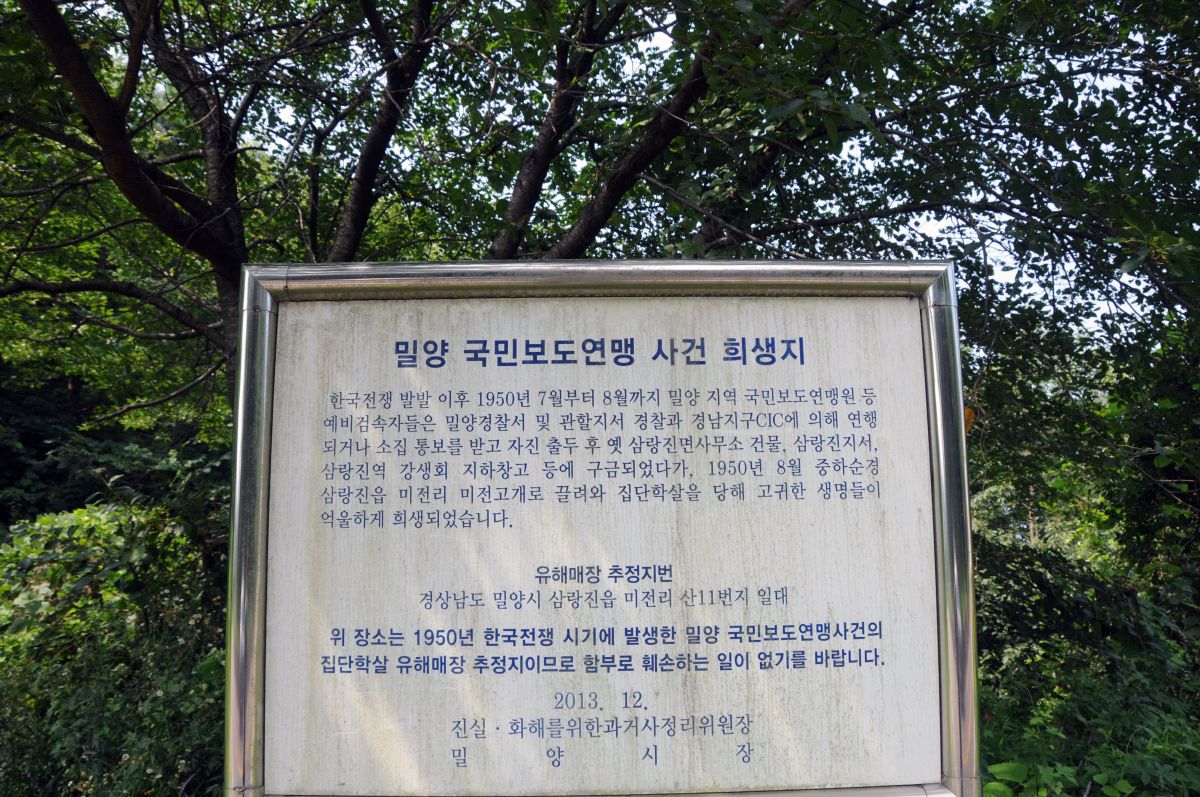 밀양 국민보도연맹 사건 희생지
한국전쟁 발발 이후 1950년 7월부터 8월까지 밀양 지역 국민보도연맹원 등
예비검속자들은 밀양경찰서 및 관할지서 경찰과 경남지구CIC에 의해 연행
되거나 소집 통보를 받고 자진 출두 후 옛 삼랑진면사무소 건물, 삼랑진지서,
삼랑진역 강생회 지하창고 등에 구금되었다가, 1950년 8월 중하순경
삼랑진읍 미전리 미전고개로 끌려와 집단학살을 당해 고귀한 생명들이
억울하게 희생되었습니다.
유해매장 추정지번
경상남도 밀양시 삼랑진읍 미전리 산11번지 일대
위 장소는 1950년 한국전쟁 시기에 발생한 밀양 국민보도연맹사건의
집단학살 유해매장 추정지이므로 함부로 훼손하는 일이 없기를 바랍니다.
2013. 12.
진실·화해를위한과거사정리위원장
밀 양 시 장